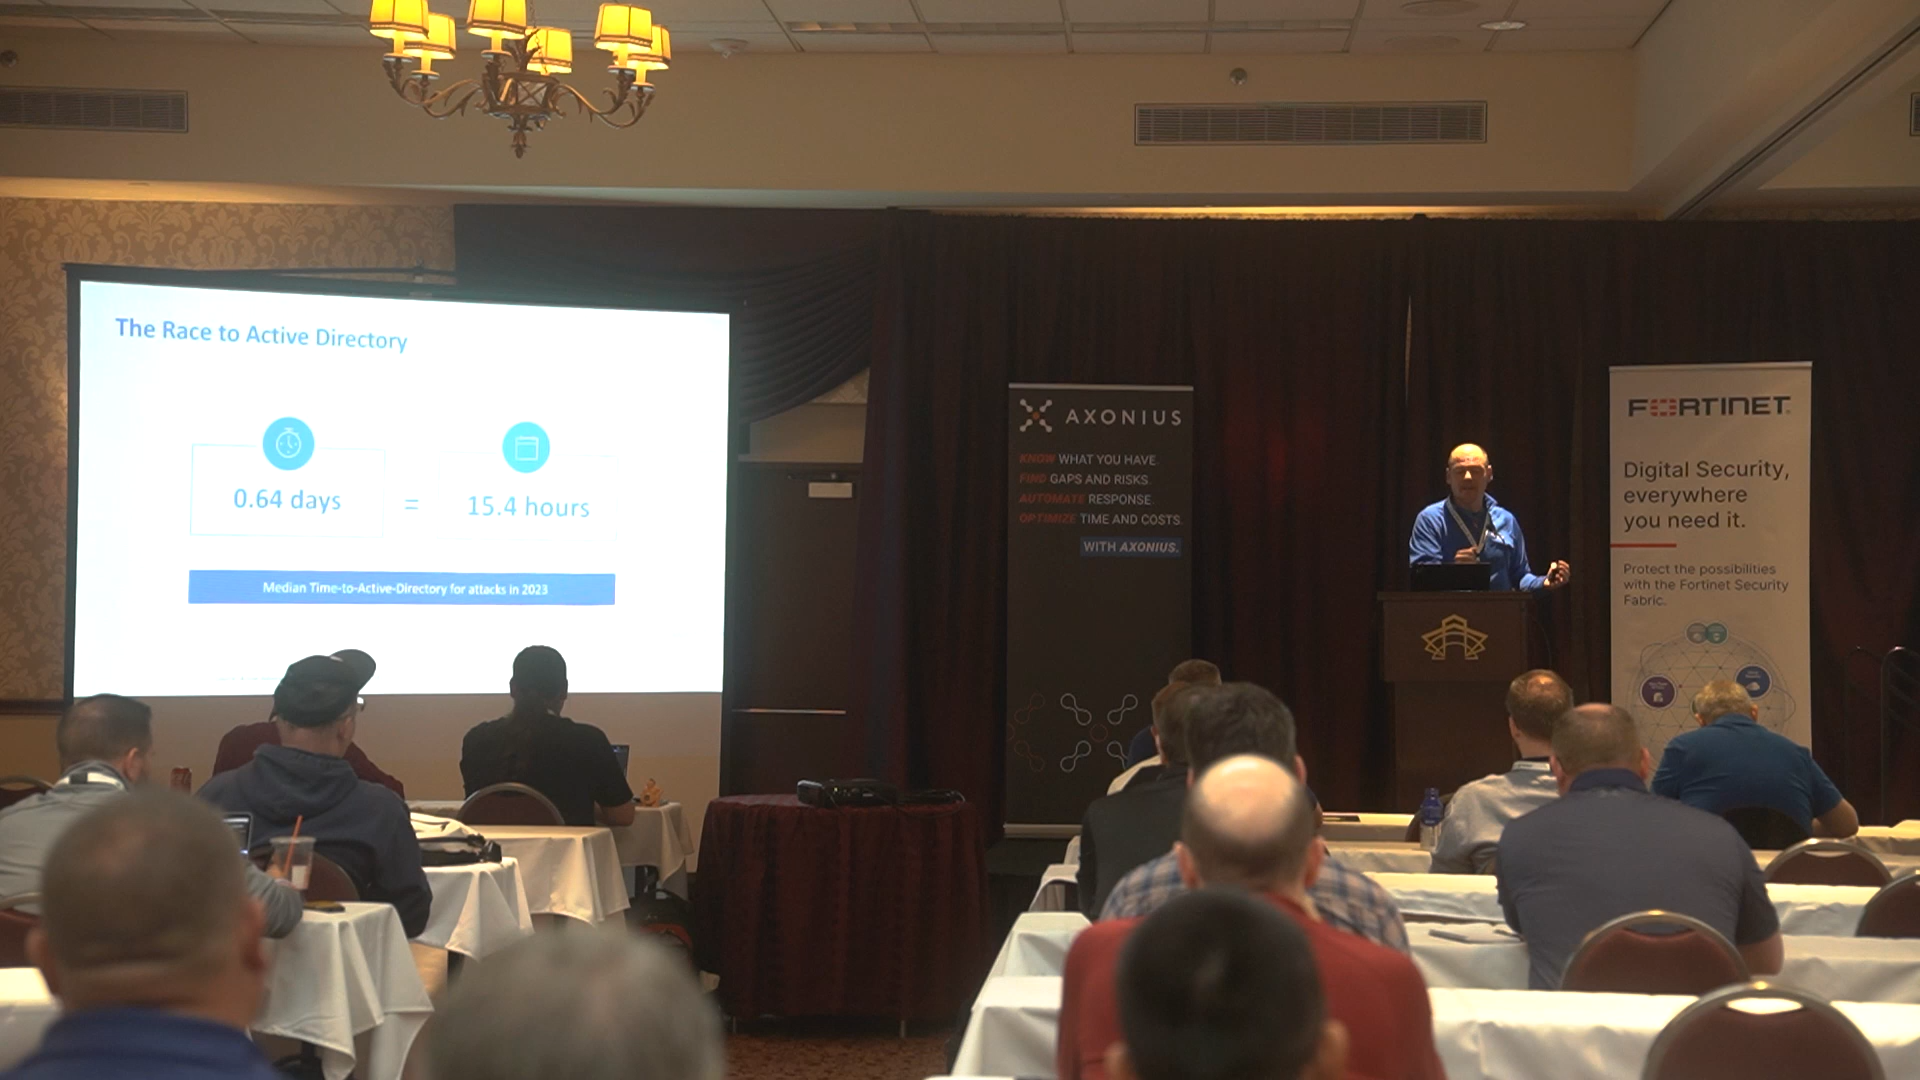 The Race to Active Directory
0.64 days
=
15.4 hours
Median Time-to-Active-Directory for attacks in 2023
AXONIUS
KNOW WHAT YOU HAVE.
FIND GAPS AND RISKS.
AUTOMATE RESPONSE.
OPTIMIZE TIME AND COSTS.
WITH AXONIUS.
FORTINET
Digital Security,
everywhere
you need it.
Protect the possibilities
with the Fortinet Security
Fabric.